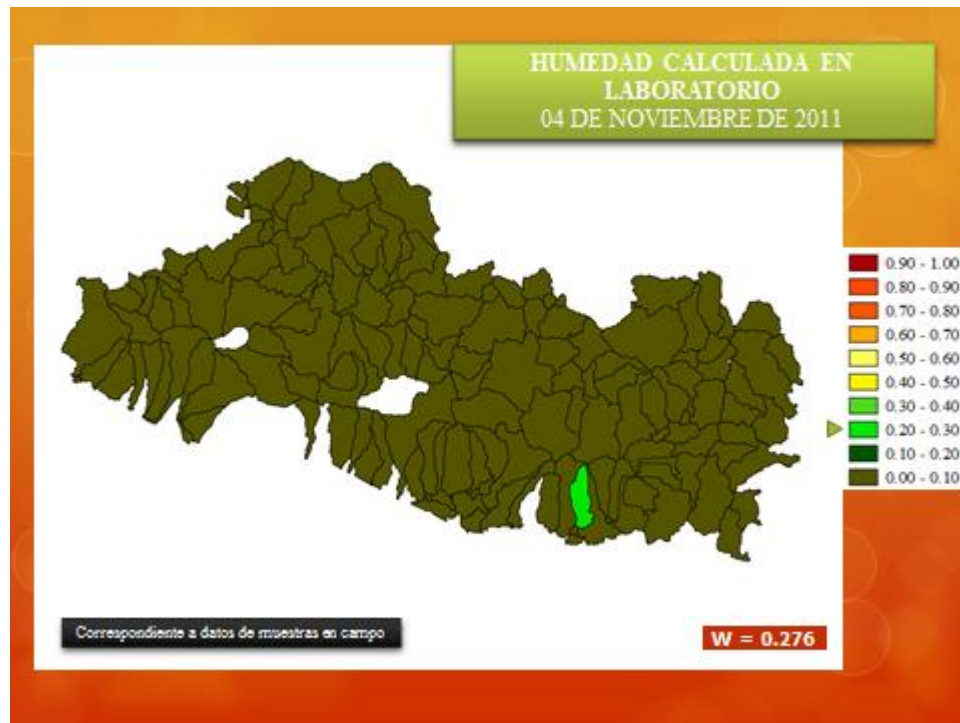 HUMEDAD CALCULADA EN
LABORATORIO
04 DE NOVIEMBRE DE 2011
0.90 - 1.00
0.80 - 0.90
0.70 - 0.80
0.60 - 0.70
0.50 - 0.60
0.40 - 0.50
0.30 - 0.40
0.20 - 0.30
0.10 - 0.20
0.00 - 0.10
Correspondiente a datos de muestras en campo
W = 0.276